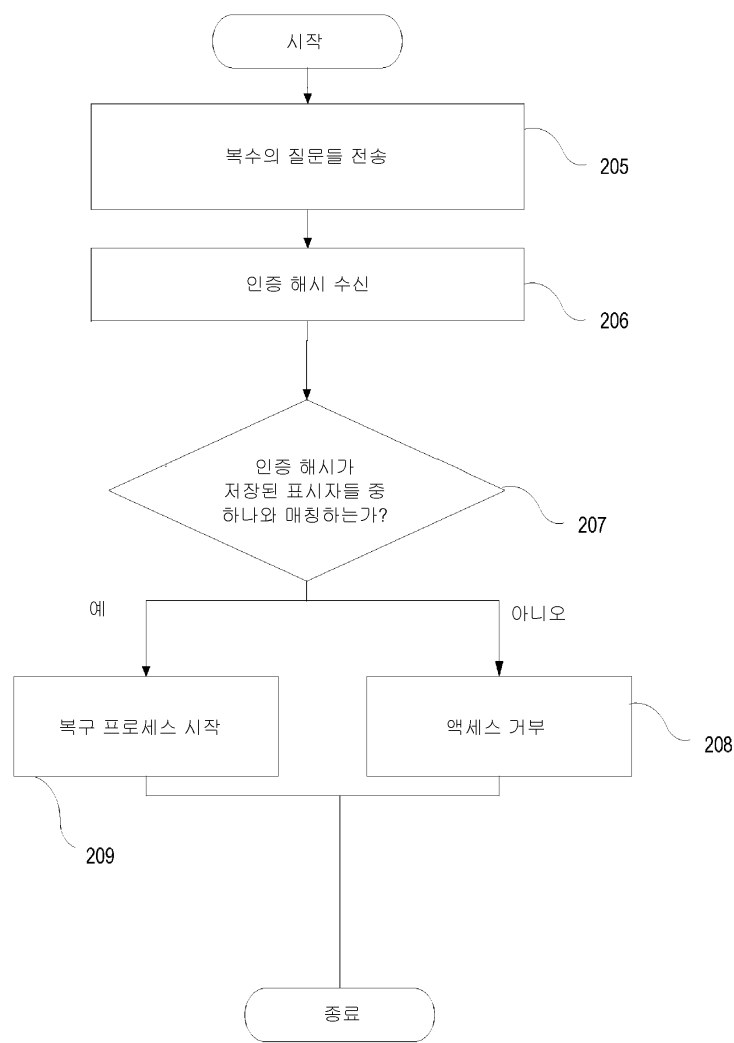 시작
복수의 질문들 전송
205
인증 해시 수신
206
인증 해시가
저장된 표시자들 중
하나와 매칭하는가?
207
예
아니오
복구 프로세스 시작
액세스 거부
208
209
종료